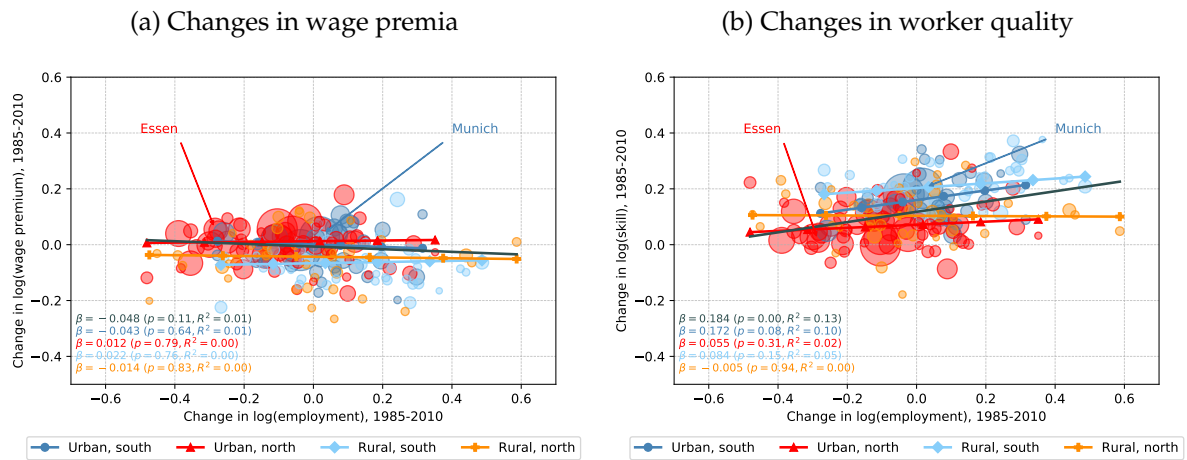 (a) Changes in wage premia
0.6
0.4
0.2
0.0
−0.2
−0.4
Change in log(wage premium), 1985-2010
Essen
Munich
β = −0.048 (p = 0.11, R² = 0.01)
β = −0.043 (p = 0.64, R² = 0.01)
β = 0.012 (p = 0.79, R² = 0.00)
β = 0.022 (p = 0.76, R² = 0.00)
β = −0.014 (p = 0.83, R² = 0.00)
−0.6 −0.4 −0.2 0.0 0.2 0.4 0.6
Change in log(employment), 1985-2010
Urban, south Urban, north Rural, south Rural, north
(b) Changes in worker quality
0.6
0.4
0.2
0.0
−0.2
−0.4
Change in log(skill), 1985-2010
Essen
Munich
β = 0.184 (p = 0.00, R² = 0.13)
β = 0.172 (p = 0.08, R² = 0.10)
β = 0.055 (p = 0.31, R² = 0.02)
β = 0.084 (p = 0.15, R² = 0.05)
β = −0.005 (p = 0.94, R² = 0.00)
−0.6 −0.4 −0.2 0.0 0.2 0.4 0.6
Change in log(employment), 1985-2010
Urban, south Urban, north Rural, south Rural, north